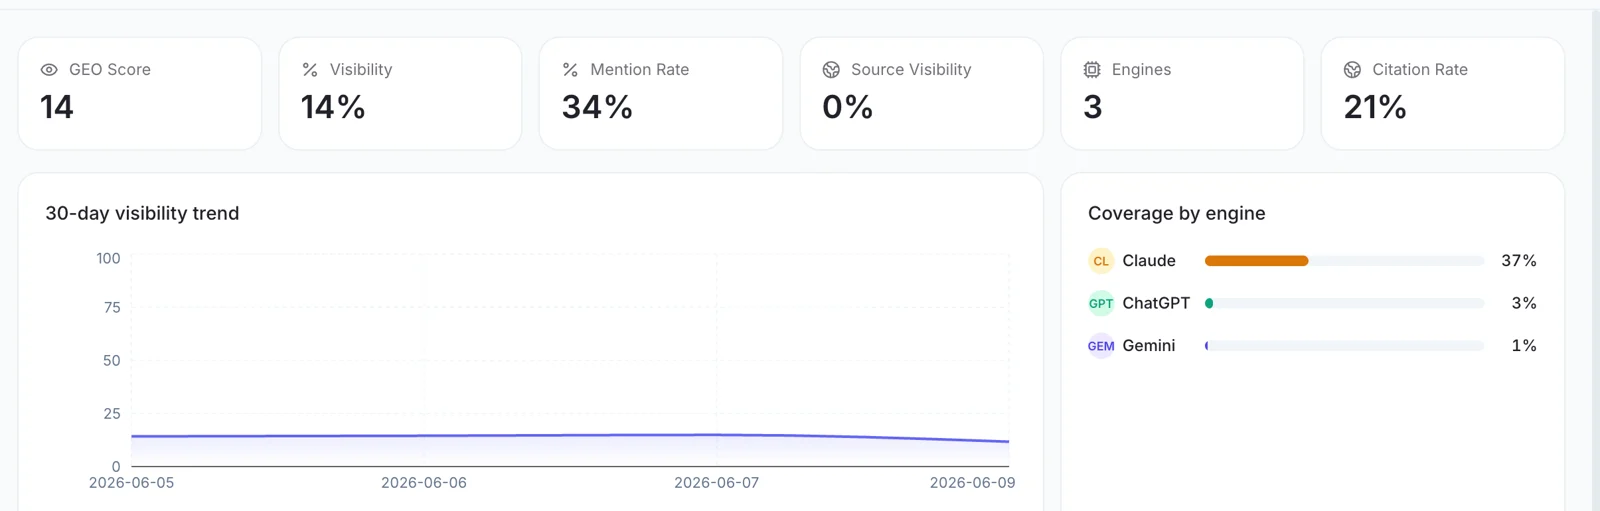 GEO Score
14
Visibility
14%
Mention Rate
34%
Source Visibility
0%
Engines
3
Citation Rate
21%
30-day visibility trend
100
75
50
25
0
2026-06-05
2026-06-06
2026-06-07
2026-06-09
Coverage by engine
CL Claude 37%
GPT ChatGPT 3%
GEM Gemini 1%